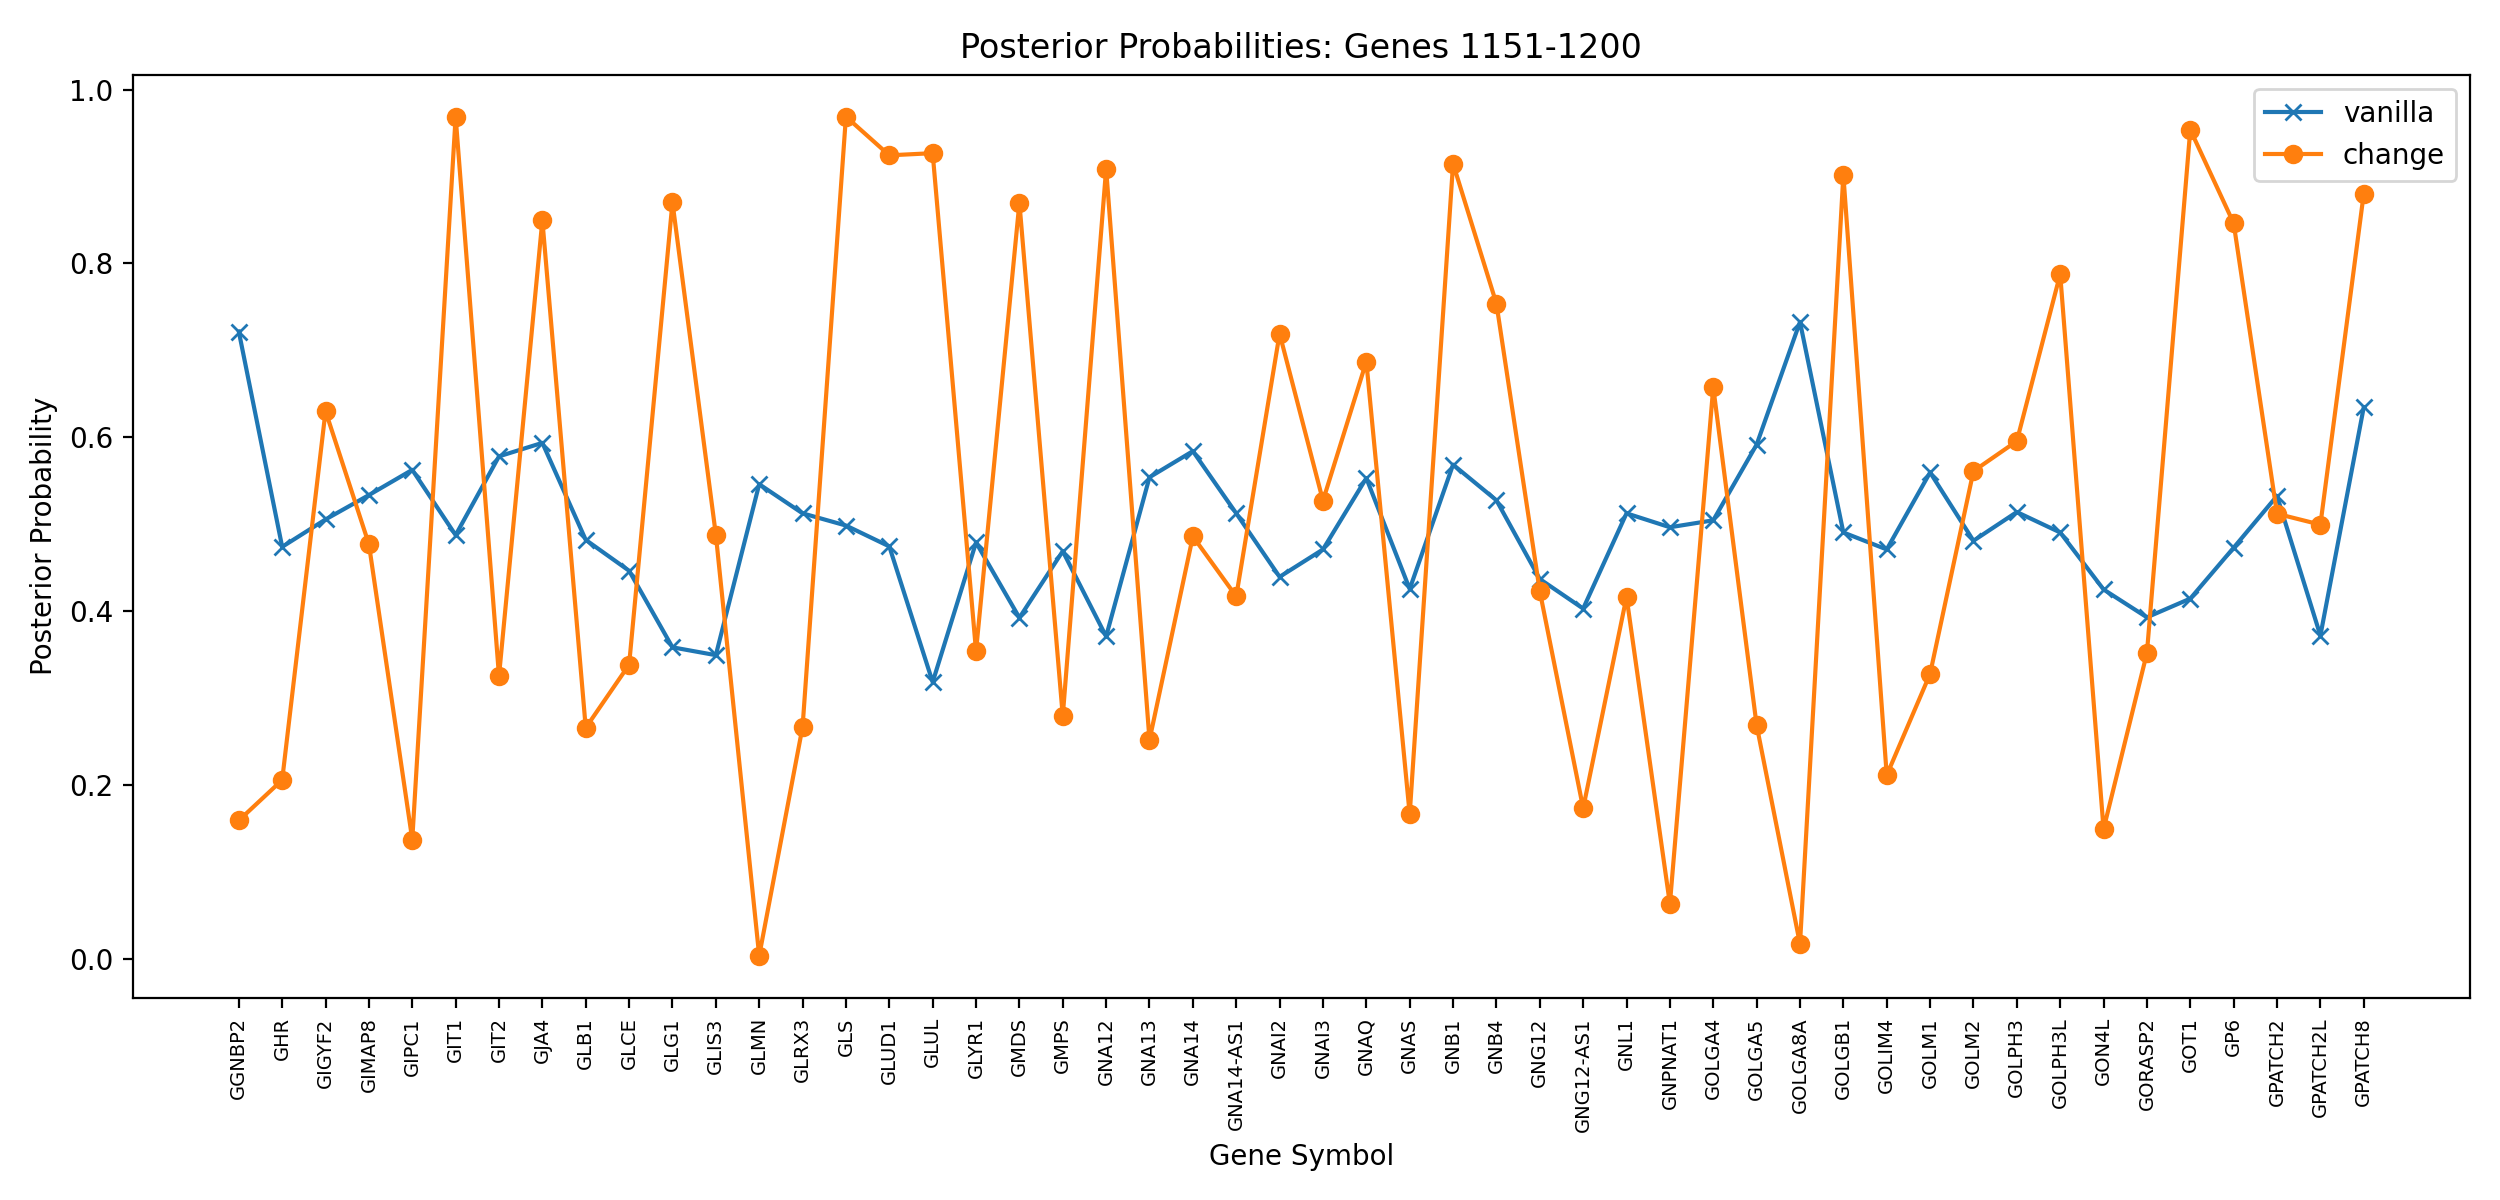 Posterior Probabilities: Genes 1151-1200
vanilla
change
Posterior Probability
1.0
0.8
0.6
0.4
0.2
0.0
GGNBP2
GHR
GIGYF2
GIMAP8
GIPC1
GIT1
GIT2
GJA4
GLB1
GLCE
GLG1
GLIS3
GLMN
GLRX3
GLS
GLUD1
GLUL
GLYR1
GMDS
GMPS
GNA12
GNA13
GNA14
GNA14-AS1
GNAI2
GNAI3
GNAQ
GNAS
GNB1
GNB4
GNG12
GNG12-AS1
GNL1
GNPNAT1
GOLGA4
GOLGA5
GOLGA8A
GOLGB1
GOLIM4
GOLM1
GOLM2
GOLPH3
GOLPH3L
GON4L
GORASP2
GOT1
GP6
GPATCH2
GPATCH2L
GPATCH8
Gene Symbol